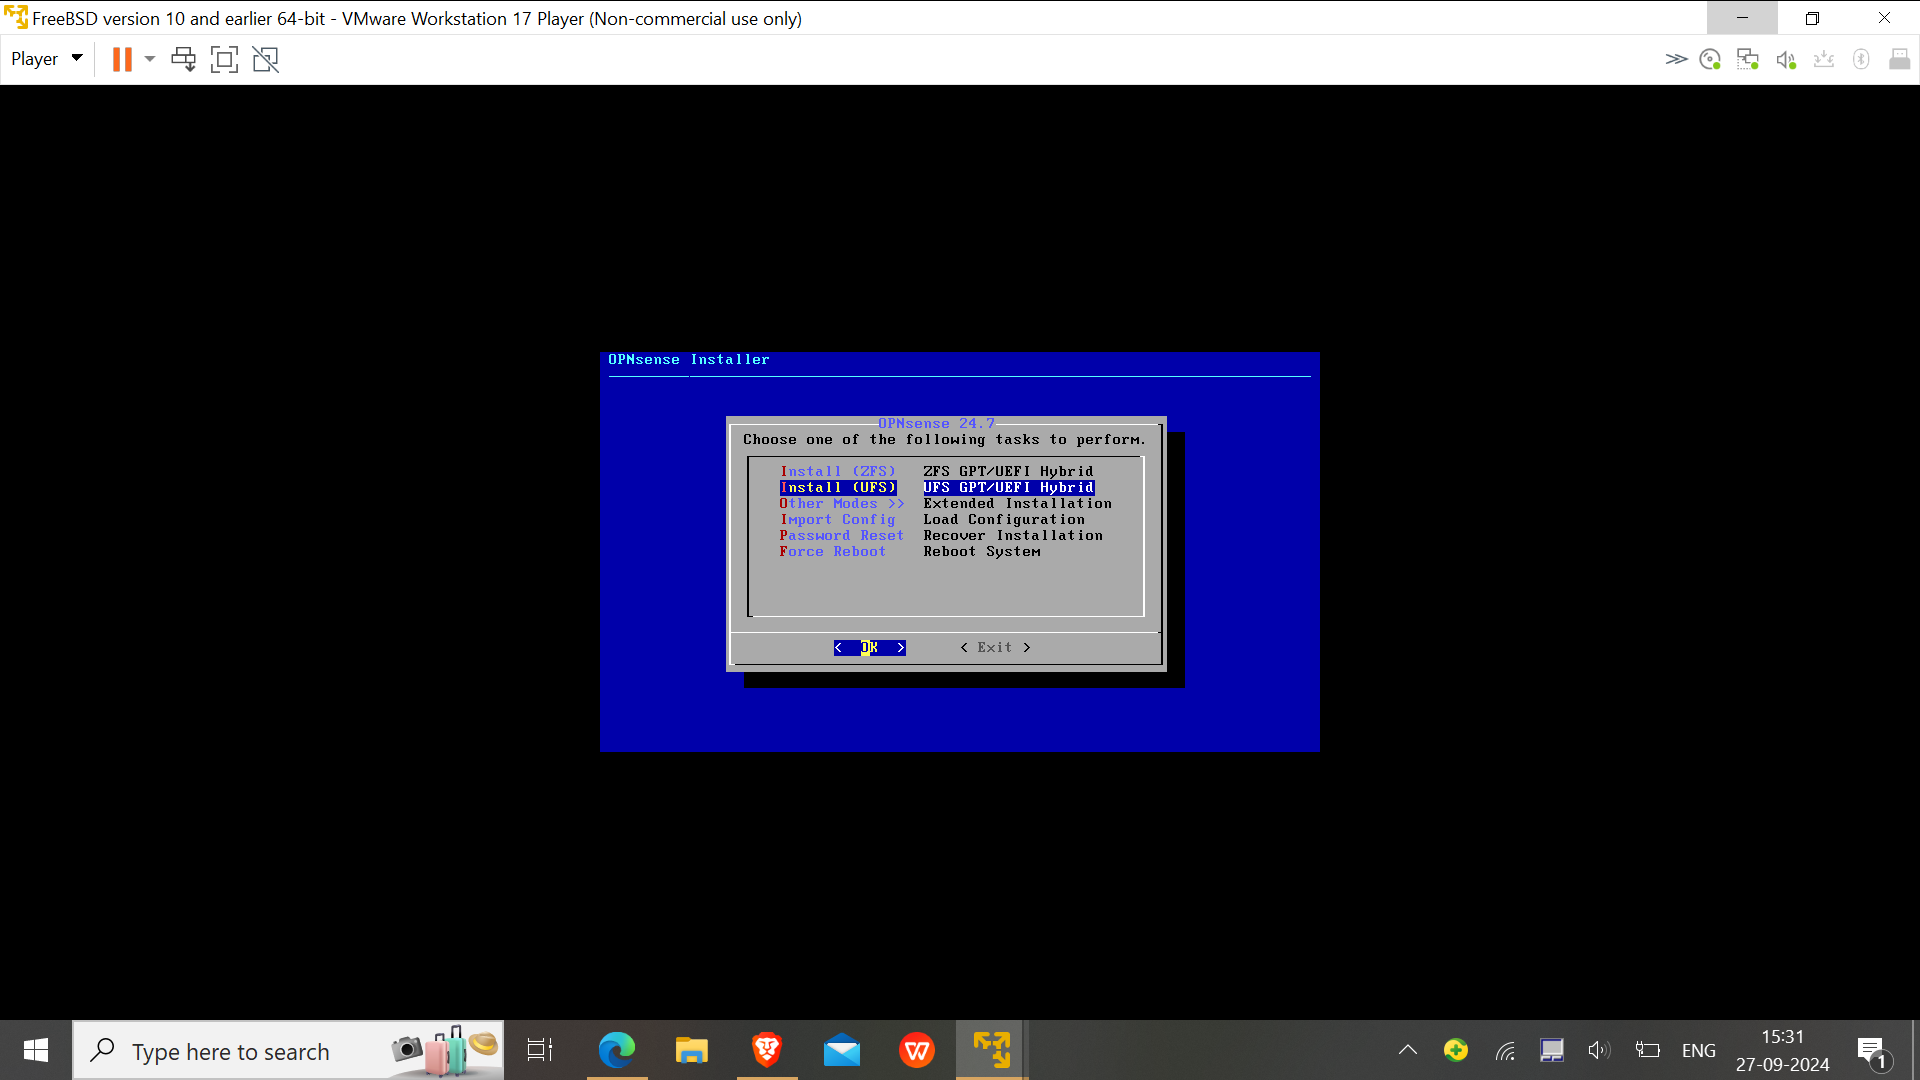 FreeBSD version 10 and earlier 64-bit - VMware Workstation 17 Player (Non-commercial use only)
Player
OPNsense Installer
OPNsense 24.7
Choose one of the following tasks to perform.
Install (ZFS) ZFS GPT/UEFI Hybrid
Install (UFS) UFS GPT/UEFI Hybrid
Other Modes >> Extended Installation
Import Config Load Configuration
Password Reset Recover Installation
Force Reboot Reboot System
< OK > < Exit >
Type here to search
W
ENG
15:31
27-09-2024
1